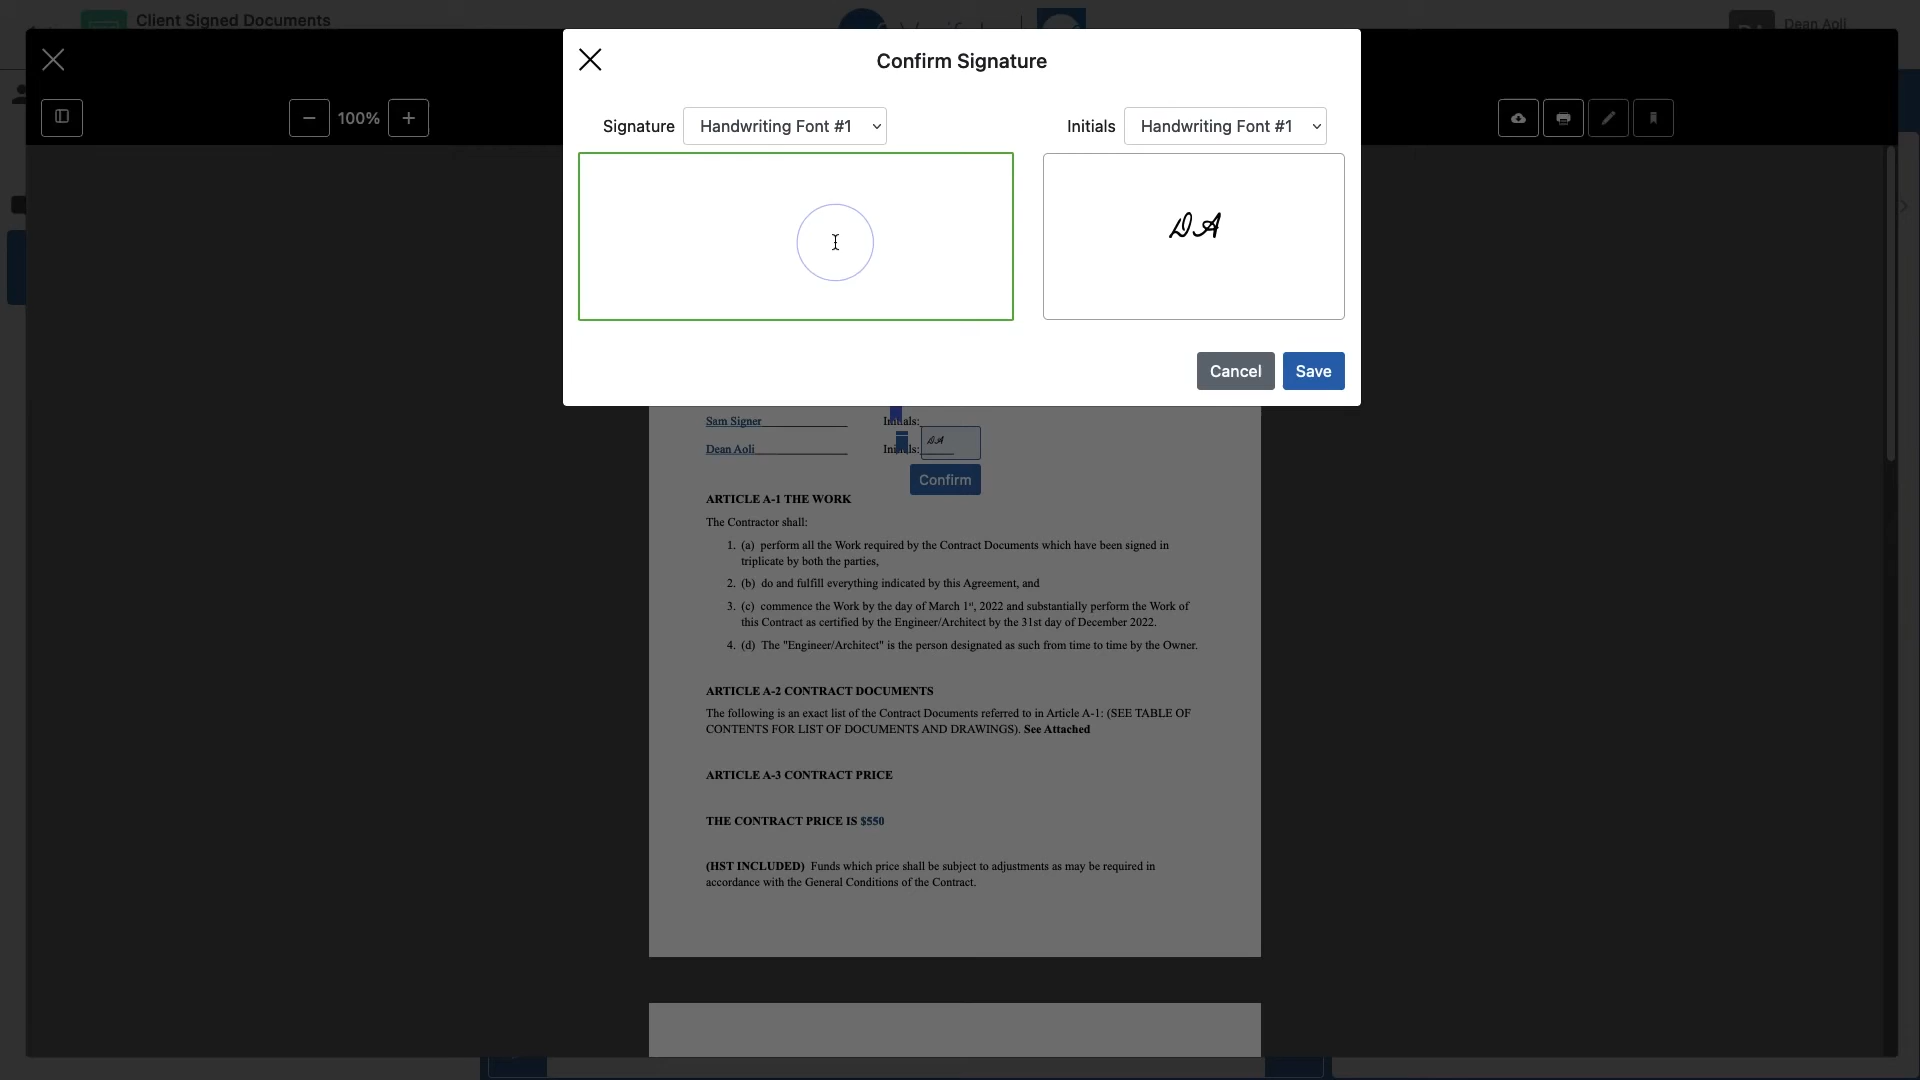 Client Signed Documents
Dean Aoli
Confirm Signature
100%
Signature
Handwriting Font #1
Initials
Handwriting Font #1
DA
Cancel
Save
Sam Signer
Initials:
Dean Aoli
Initials:
DA
Confirm
ARTICLE A-1 THE WORK
The Contractor shall:
1. (a) perform all the Work required by the Contract Documents which have been signed in
triplicate by both the parties,
2. (b) do and fulfill everything indicated by this Agreement, and
3. (c) commence the Work by the day of March 1st, 2022 and substantially perform the Work of
this Contract as certified by the Engineer/Architect by the 31st day of December 2022.
4. (d) The "Engineer/Architect" is the person designated as such from time to time by the Owner.
ARTICLE A-2 CONTRACT DOCUMENTS
The following is an exact list of the Contract Documents referred to in Article A-1: (SEE TABLE OF
CONTENTS FOR LIST OF DOCUMENTS AND DRAWINGS). See Attached
ARTICLE A-3 CONTRACT PRICE
THE CONTRACT PRICE IS $550
(HST INCLUDED) Funds which price shall be subject to adjustments as may be required in
accordance with the General Conditions of the Contract.